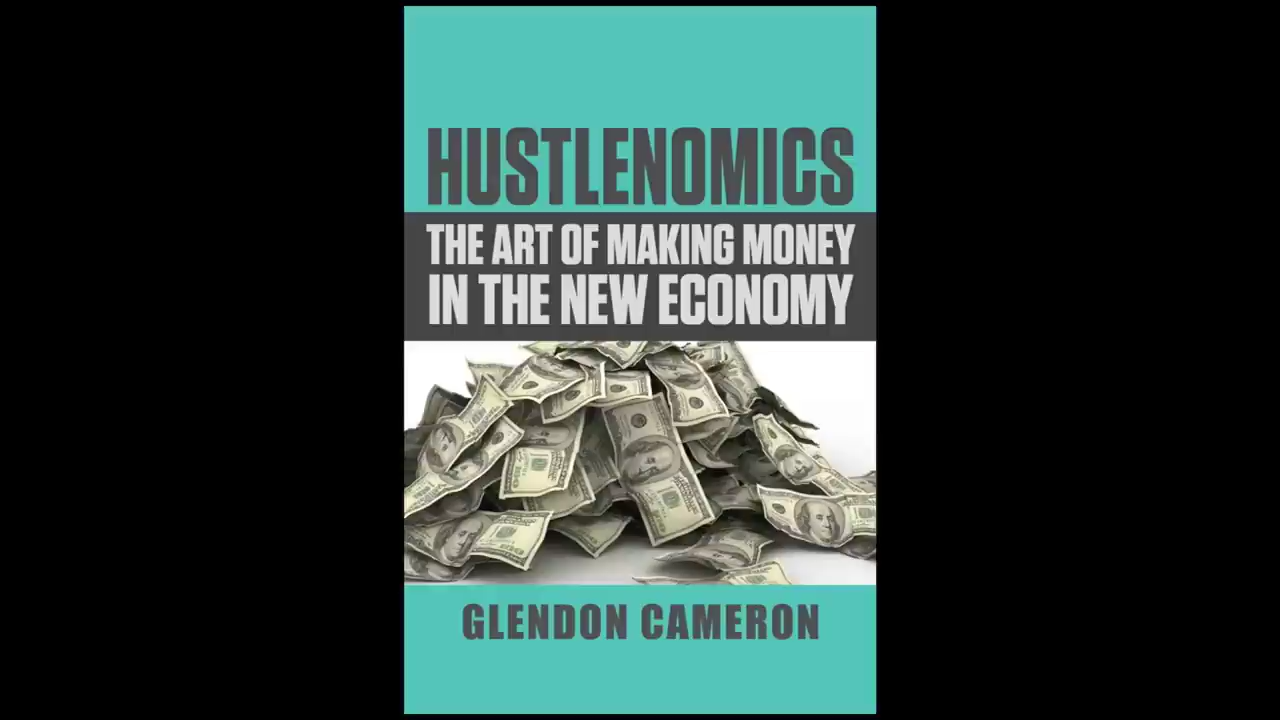 HUSTLENOMICS
THE ART OF MAKING MONEY
IN THE NEW ECONOMY
GLENDON CAMERON